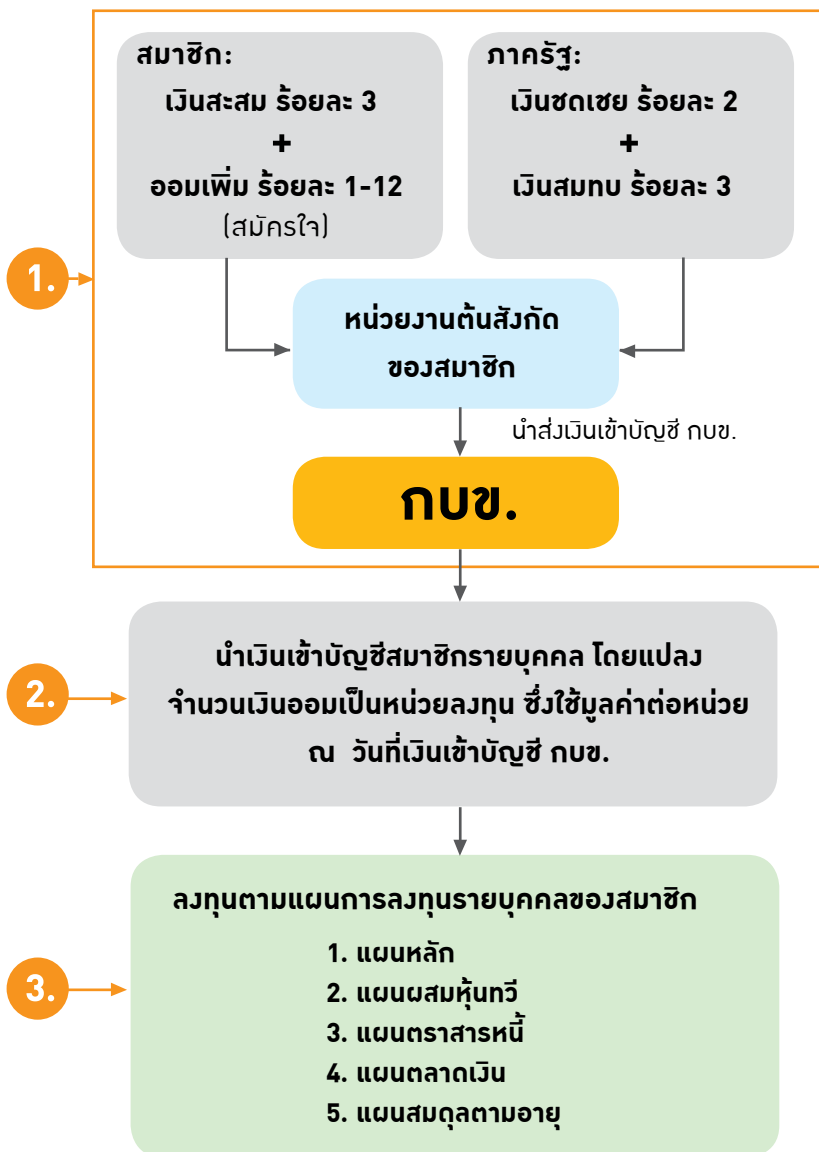 สมาชิก:
เงินสะสม ร้อยละ 3
+
ออมเพิ่ม ร้อยละ 1-12
(สมัครใจ)
ภาครัฐ:
เงินชดเชย ร้อยละ 2
+
เงินสมทบ ร้อยละ 3
1.
หน่วยงานต้นสังกัด
ของสมาชิก
นำส่งเงินเข้าบัญชี กบข.
กบข.
2.
นำเงินเข้าบัญชีสมาชิกรายบุคคล โดยแปลง
จำนวนเงินออมเป็นหน่วยลงทุน ซึ่งใช้มูลค่าต่อหน่วย
ณ วันที่เงินเข้าบัญชี กบข.
3.
ลงทุนตามแผนการลงทุนรายบุคคลของสมาชิก
1. แผนหลัก
2. แผนผสมหุ้นทวี
3. แผนตราสารหนี้
4. แผนตลาดเงิน
5. แผนสมดุลตามอายุ